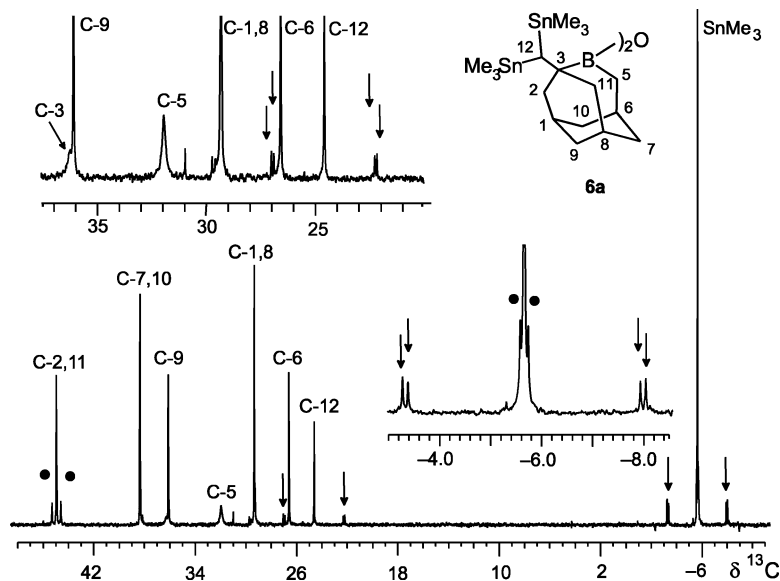 C-9
C-1,8
C-6
C-12
C-3
C-5
35
30
25
SnMe3
12
Me3Sn
3
B
)2O
5
2
11
10
6
1
9
8
7
6a
SnMe3
C-1,8
C-7,10
C-2,11
C-9
C-6
C-12
C-5
–4.0
–6.0
–8.0
42
34
26
18
10
2
–6
δ 13C